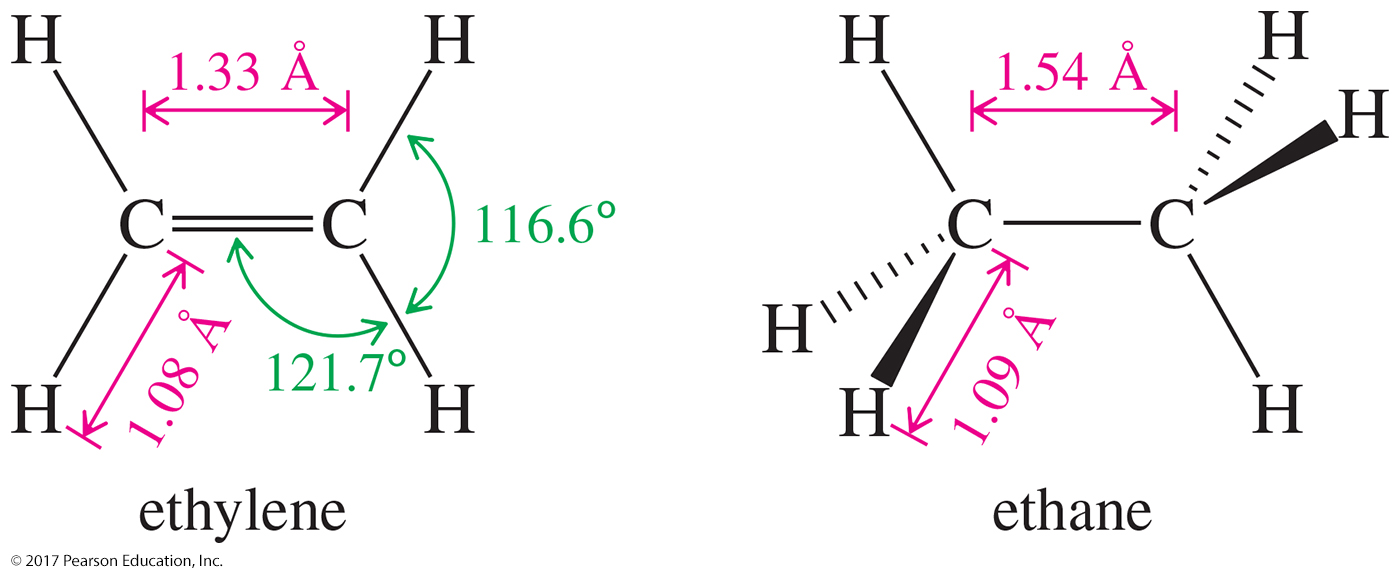 H
H
1.33 Å
C
C
116.6°
1.08 Å
121.7°
H
H
ethylene
H
H
1.54 Å
H
C
C
H
H
1.09 Å
H
ethane
© 2017 Pearson Education, Inc.